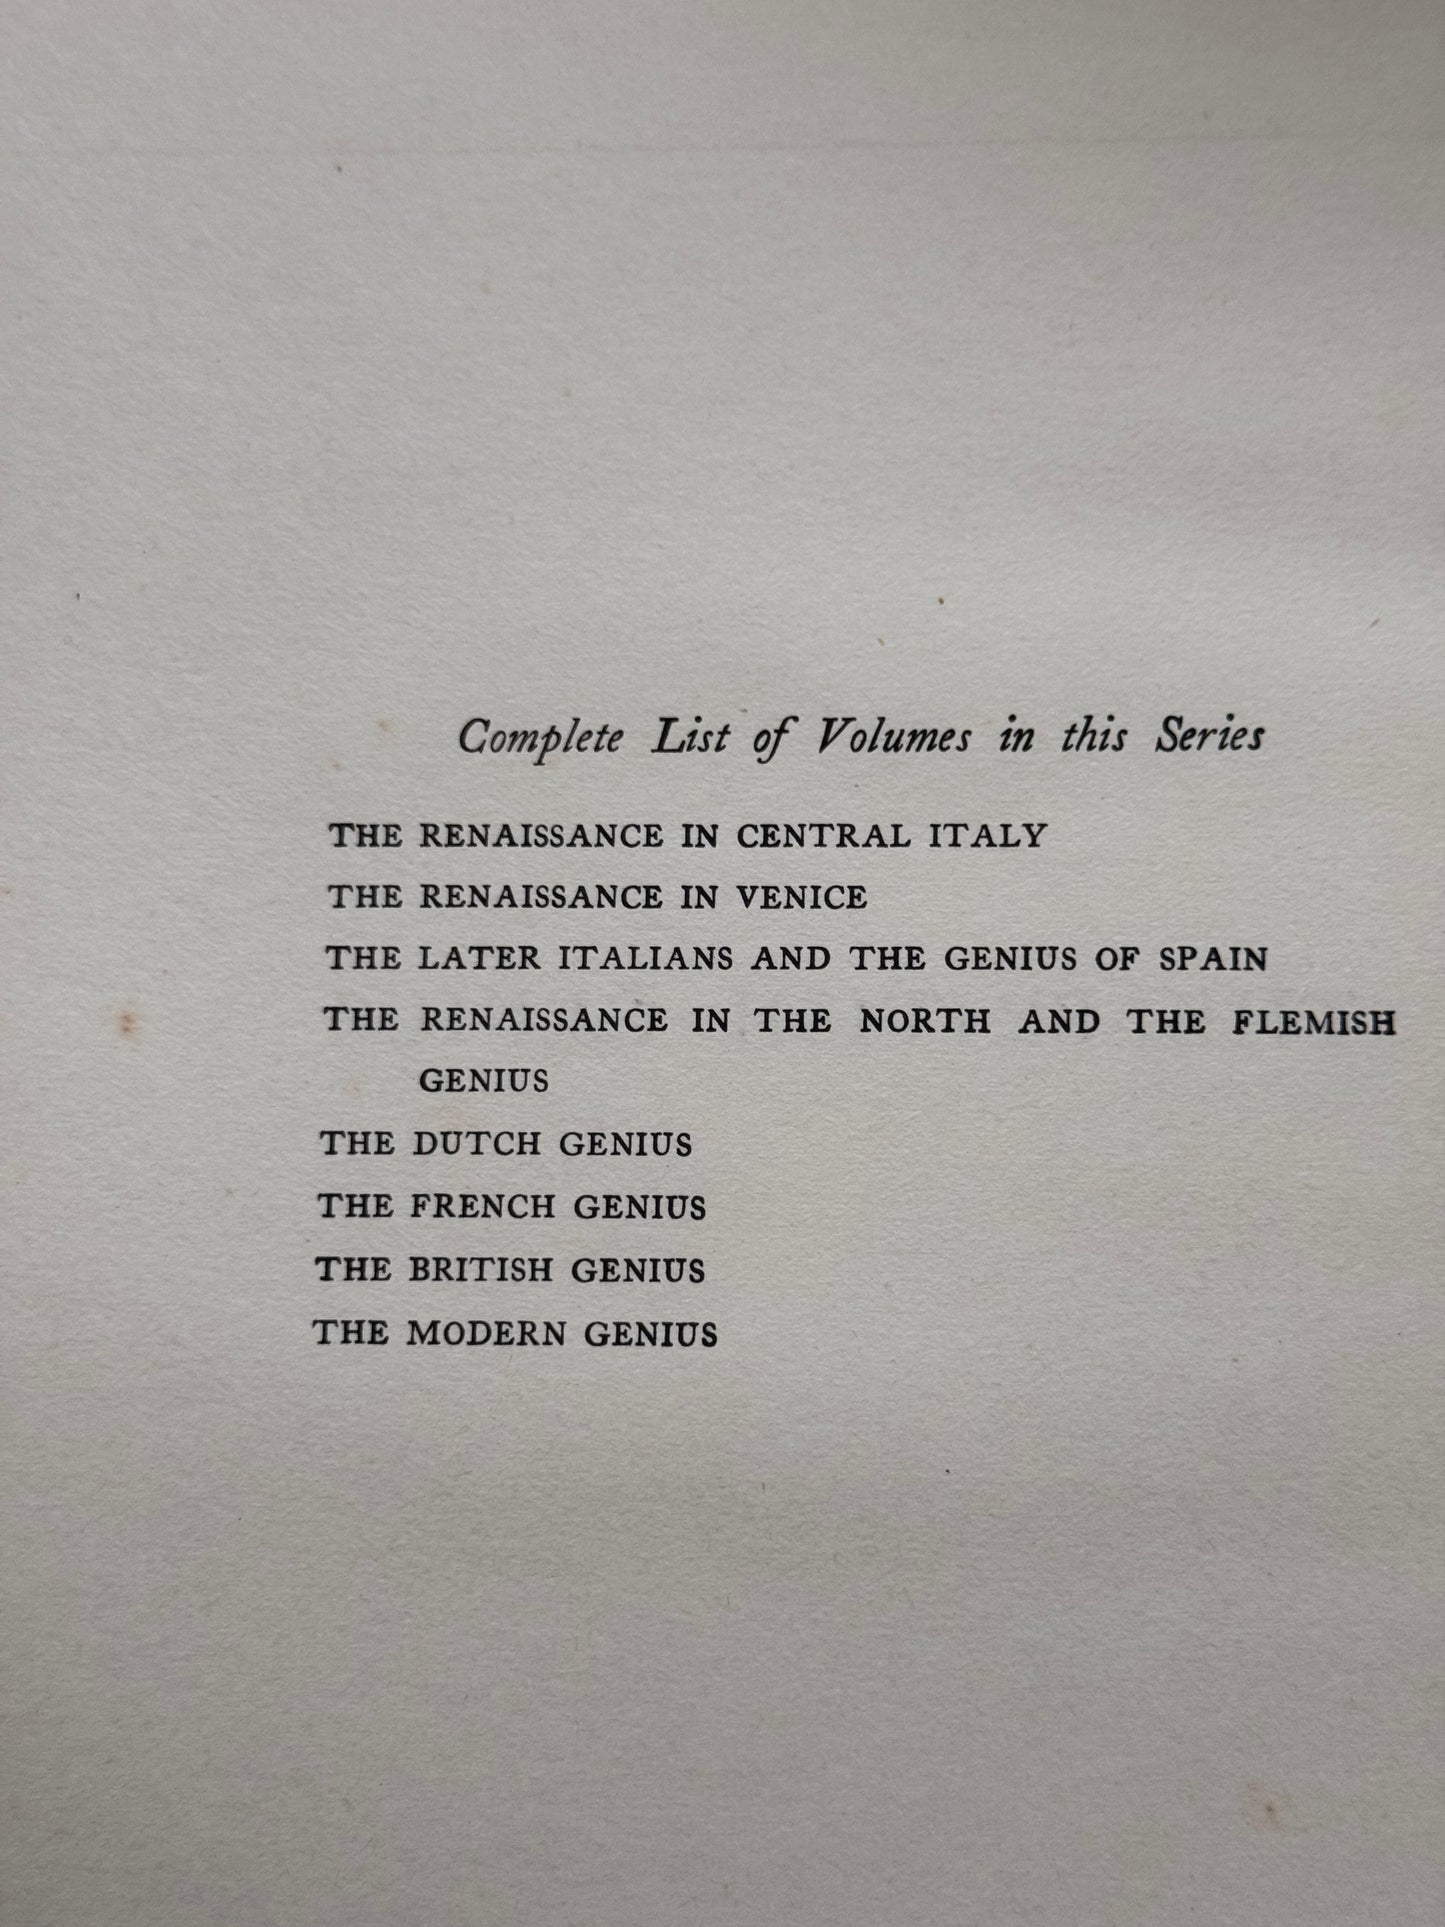 Complete List of Volumes in this Series
THE RENAISSANCE IN CENTRAL ITALY
THE RENAISSANCE IN VENICE
THE LATER ITALIANS AND THE GENIUS OF SPAIN
THE RENAISSANCE IN THE NORTH AND THE FLEMISH
GENIUS
THE DUTCH GENIUS
THE FRENCH GENIUS
THE BRITISH GENIUS
THE MODERN GENIUS